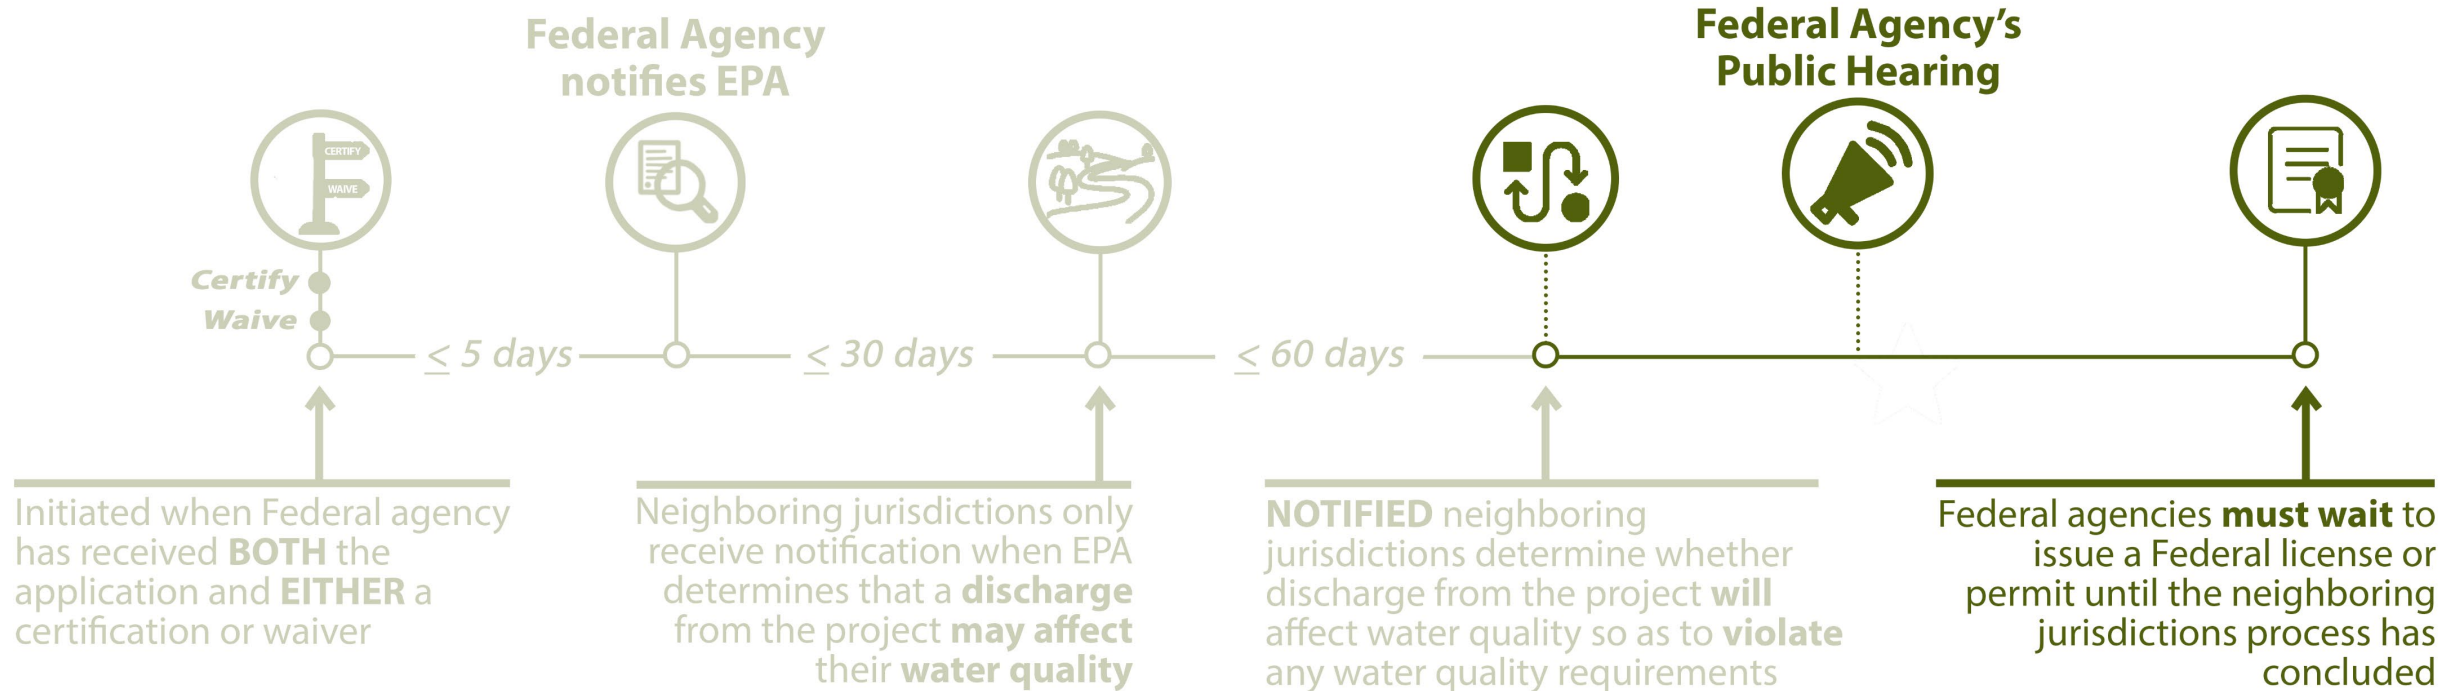 Federal Agency
notifies EPA
Federal Agency's
Public Hearing
CERTIFY
WAIVE
Certify
Waive
≤ 5 days
≤ 30 days
≤ 60 days
Initiated when Federal agency
has received BOTH the
application and EITHER a
certification or waiver
Neighboring jurisdictions only
receive notification when EPA
determines that a discharge
from the project may affect
their water quality
NOTIFIED neighboring
jurisdictions determine whether
discharge from the project will
affect water quality so as to violate
any water quality requirements
Federal agencies must wait to
issue a Federal license or
permit until the neighboring
jurisdictions process has
concluded